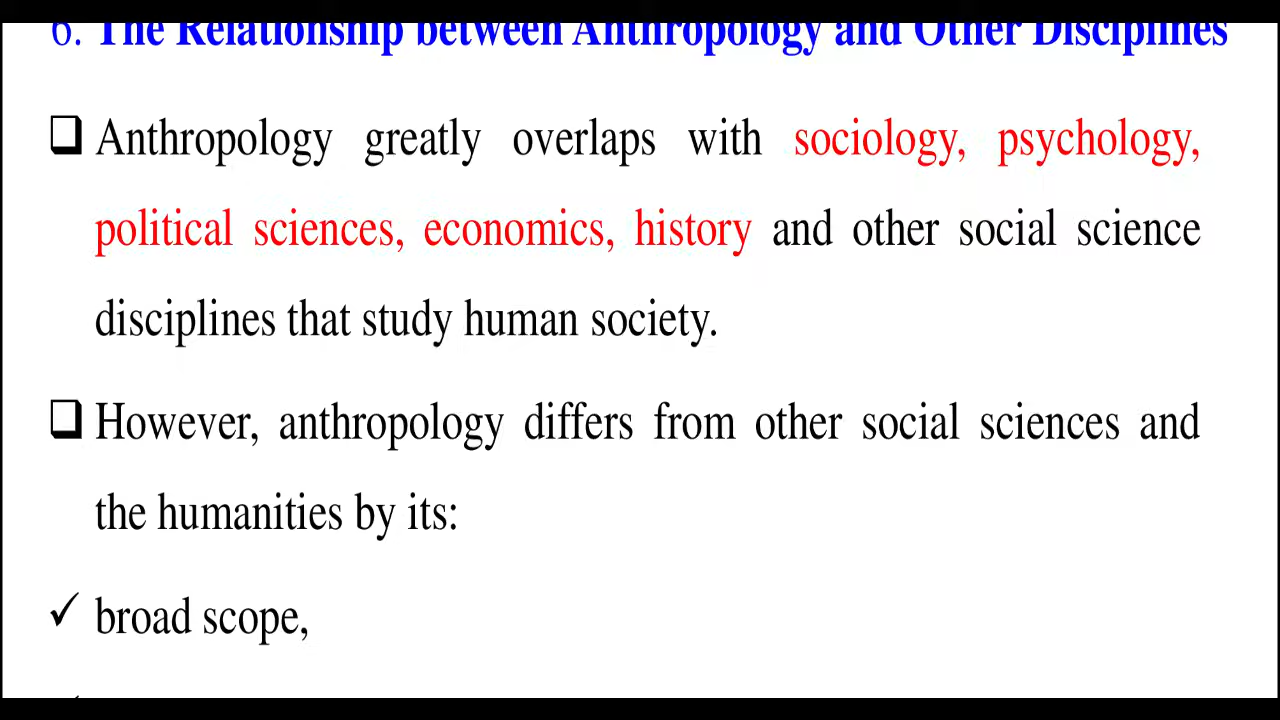 6. The Relationship between Anthropology and Other Disciplines
❑ Anthropology greatly overlaps with sociology, psychology,
political sciences, economics, history and other social science
disciplines that study human society.
❑ However, anthropology differs from other social sciences and
the humanities by its:
✓ broad scope,